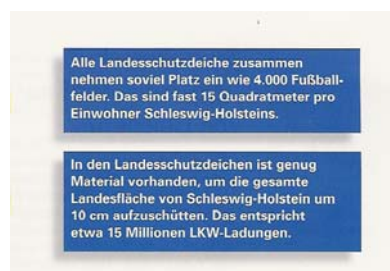 Alle Landesschutzdeiche zusammen
nehmen soviel Platz ein wie 4.000 Fußball-
felder. Das sind fast 15 Quadratmeter pro
Einwohner Schleswig-Holsteins.
In den Landesschutzdeichen ist genug
Material vorhanden, um die gesamte
Landesfläche von Schleswig-Holstein um
10 cm aufzuschütten. Das entspricht
etwa 15 Millionen LKW-Ladungen.